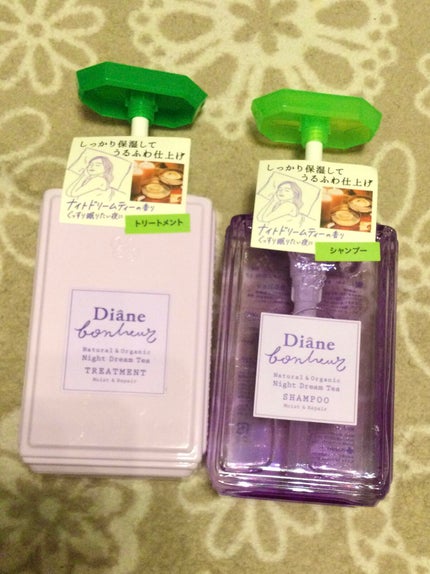 しっかり保湿して
うるふわ仕上げ
ナイトドリームティーの香り
ぐっすり眠りたい夜に
トリートメント
Diâne
bonheur
Natural & Organic
Night Dream Tea
TREATMENT
Moist & Repair
しっかり保湿して
うるふわ仕上げ
ナイトドリームティーの香り
ぐっすり眠りたい夜に
シャンプー
Diâne
bonheur
Natural & Organic
Night Dream Tea
SHAMPOO
Moist & Repair